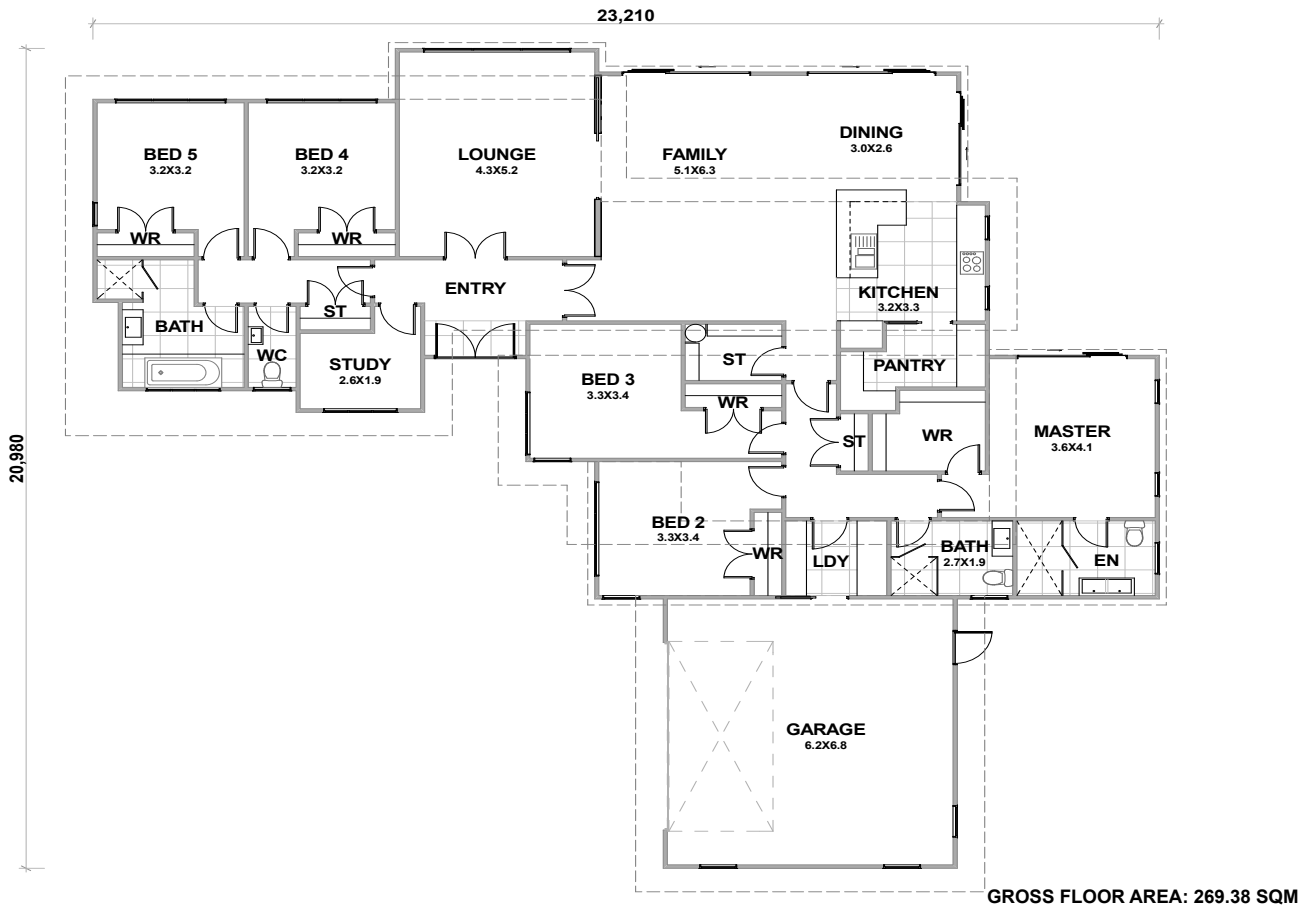 23,210
20,980
BED 5
3.2X3.2
BED 4
3.2X3.2
LOUNGE
4.3X5.2
FAMILY
5.1X6.3
DINING
3.0X2.6
WR
WR
ENTRY
KITCHEN
3.2X3.3
ST
BATH
WC
STUDY
2.6X1.9
BED 3
3.3X3.4
ST
PANTRY
WR
ST
WR
MASTER
3.6X4.1
BED 2
3.3X3.4
WR
LDY
BATH
2.7X1.9
EN
GARAGE
6.2X6.8
GROSS FLOOR AREA: 269.38 SQM